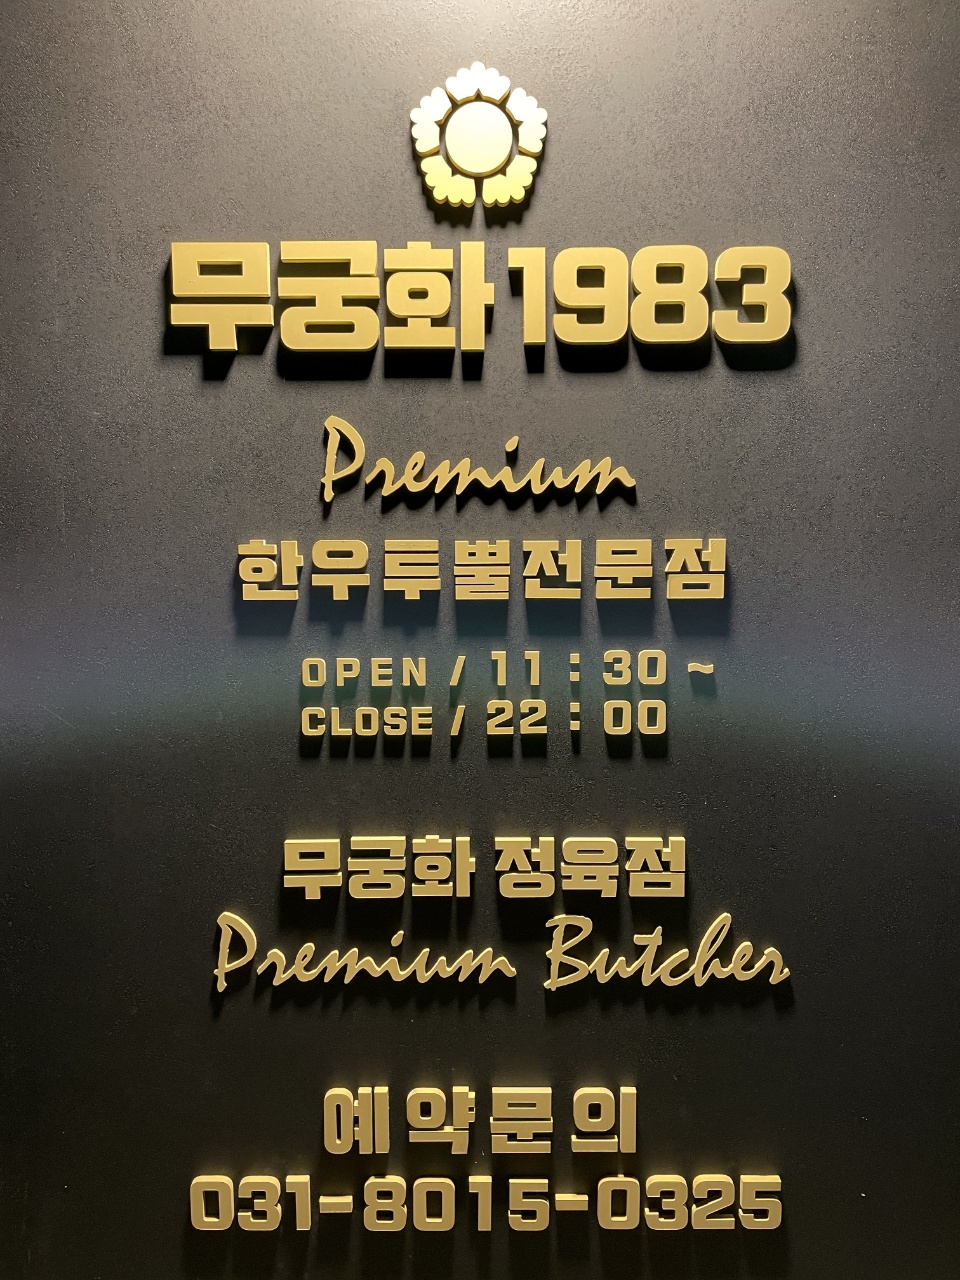 무궁화1983
Premium
한우투뿔전문점
OPEN / 11 : 30 ~
CLOSE / 22 : 00
무궁화 정육점
Premium Butcher
예약문의
031-8015-0325